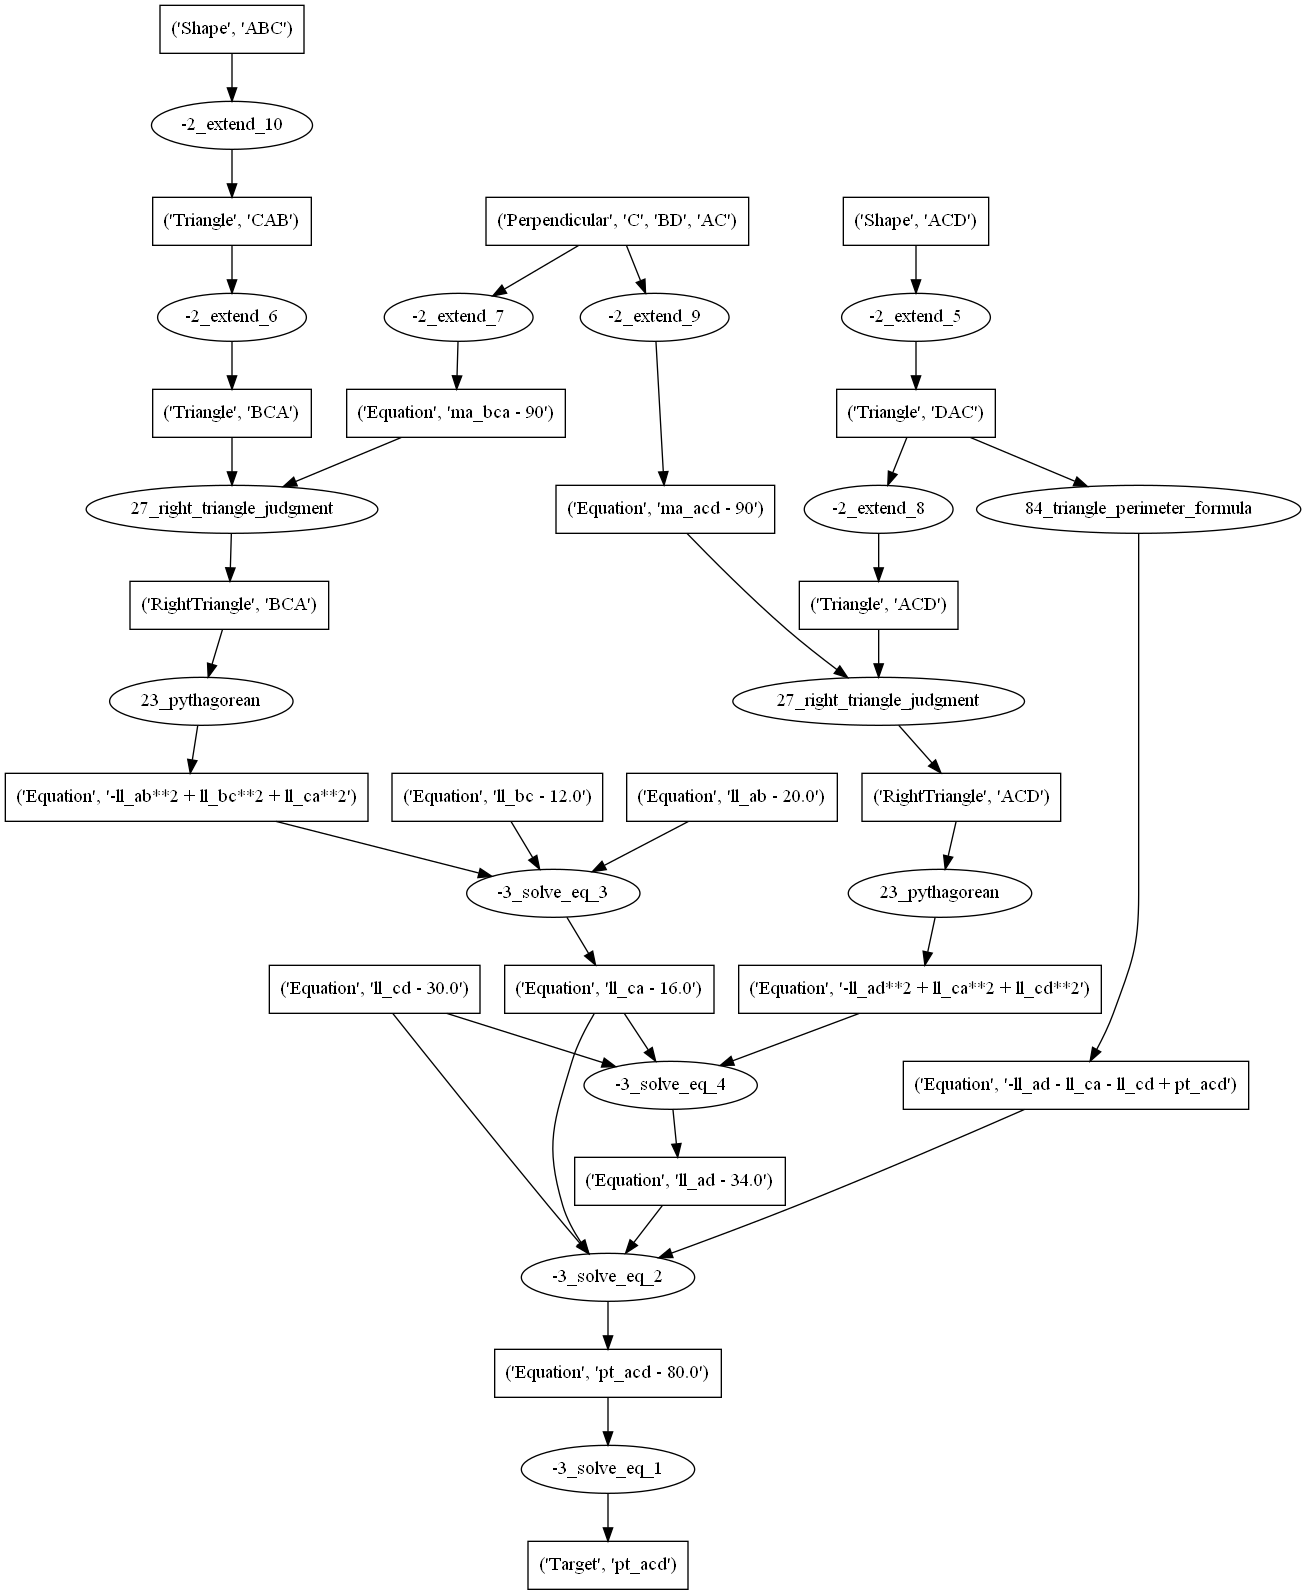 ('Shape', 'ABC')
-2_extend_10
('Triangle', 'CAB')
('Perpendicular', 'C', 'BD', 'AC')
('Shape', 'ACD')
-2_extend_6
-2_extend_7
-2_extend_9
-2_extend_5
('Triangle', 'BCA')
('Equation', 'ma_bca - 90')
('Triangle', 'DAC')
27_right_triangle_judgment
('Equation', 'ma_acd - 90')
-2_extend_8
84_triangle_perimeter_formula
('RightTriangle', 'BCA')
('Triangle', 'ACD')
23_pythagorean
27_right_triangle_judgment
('Equation', '-ll_ab**2 + ll_bc**2 + ll_ca**2')
('Equation', 'll_bc - 12.0')
('Equation', 'll_ab - 20.0')
('RightTriangle', 'ACD')
-3_solve_eq_3
23_pythagorean
('Equation', 'll_cd - 30.0')
('Equation', 'll_ca - 16.0')
('Equation', '-ll_ad**2 + ll_ca**2 + ll_cd**2')
-3_solve_eq_4
('Equation', '-ll_ad - ll_ca - ll_cd + pt_acd')
('Equation', 'll_ad - 34.0')
-3_solve_eq_2
('Equation', 'pt_acd - 80.0')
-3_solve_eq_1
('Target', 'pt_acd')